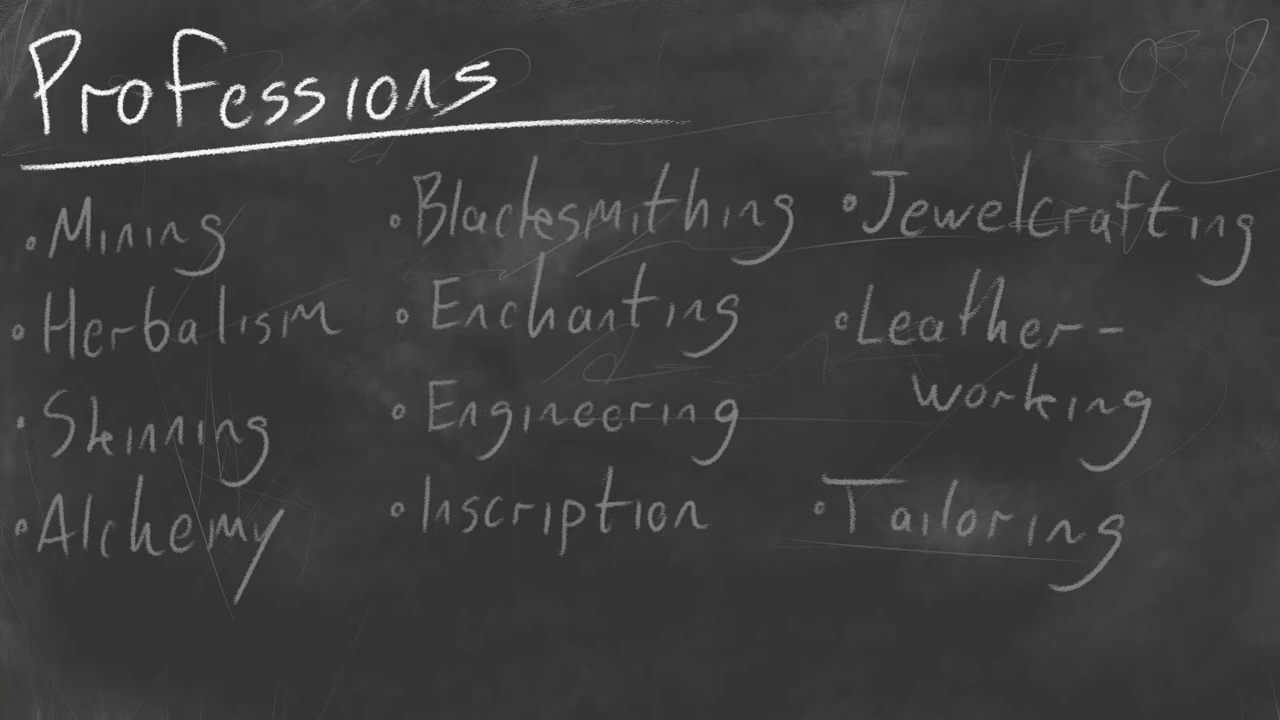 Professions
• Mining
• Herbalism
• Skinning
• Alchemy
• Blacksmithing
• Enchanting
• Engineering
• Inscription
• Jewelcrafting
• Leather-
working
• Tailoring